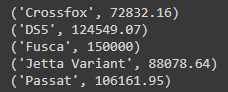 ('Crossfox', 72832.16)
('DS5', 124549.07)
('Fusca', 150000)
('Jetta Variant', 88078.64)
('Passat', 106161.95)